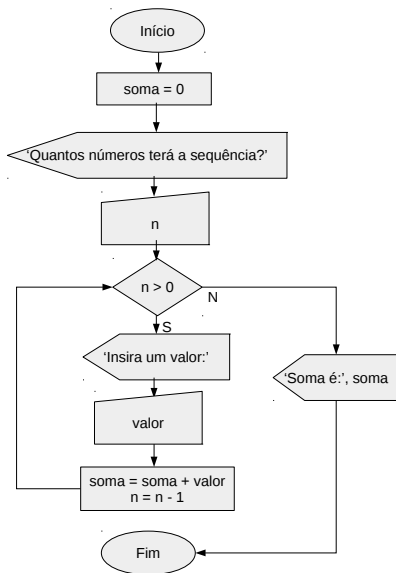 Início
soma = 0
‘Quantos números terá a sequência?’
n
n > 0
N
S
‘Insira um valor:’
‘Soma é:’, soma
valor
soma = soma + valor
n = n - 1
Fim